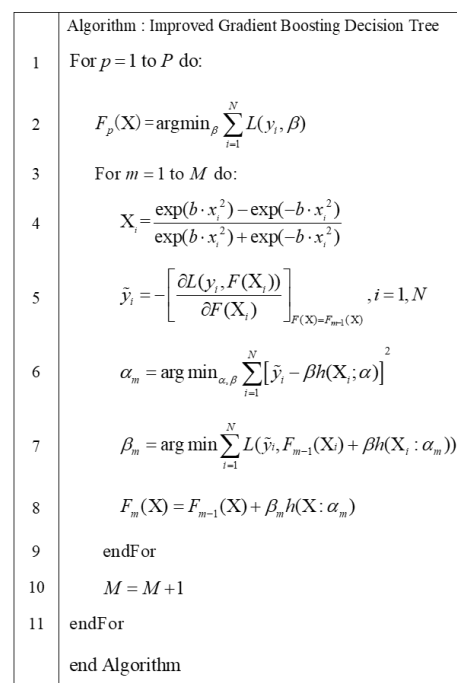 Algorithm : Improved Gradient Boosting Decision Tree
1 For p = 1 to P do:
2 F_p(X) = argmin_β ∑_{i=1}^{N} L(y_i, β)
3 For m = 1 to M do:
4 X_i = \frac{exp(b·x_i^2) − exp(−b·x_i^2)}{exp(b·x_i^2) + exp(−b·x_i^2)}
5 ỹ_i = −[\frac{∂L(y_i, F(X_i))}{∂F(X_i)}]_{F(X)=F_{m-1}(X)} , i = 1, N
6 α_m = arg min_{α,β} ∑_{i=1}^{N} [ỹ_i − βh(X_i; α)]^2
7 β_m = arg min ∑_{i=1}^{N} L(ỹ_i, F_{m−1}(X_i) + βh(X_i : α_m))
8 F_m(X) = F_{m−1}(X) + β_m h(X : α_m)
9 endFor
10 M = M + 1
11 endFor
end Algorithm